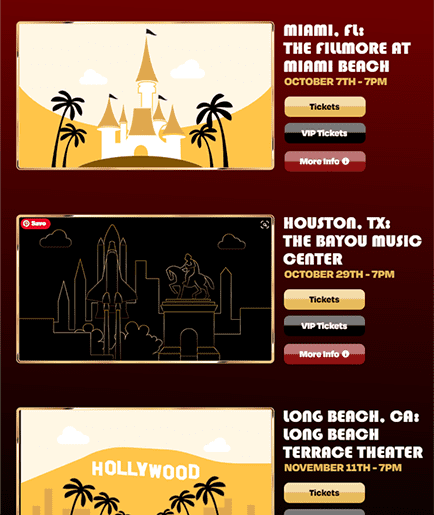 MIAMI, FL:
THE FILLMORE AT
MIAMI BEACH
OCTOBER 7TH - 7PM
Tickets
VIP Tickets
More Info
Save
HOUSTON, TX:
THE BAYOU MUSIC
CENTER
OCTOBER 29TH - 7PM
Tickets
VIP Tickets
More Info
HOLLYWOOD
LONG BEACH, CA:
LONG BEACH
TERRACE THEATER
NOVEMBER 11TH - 7PM
Tickets